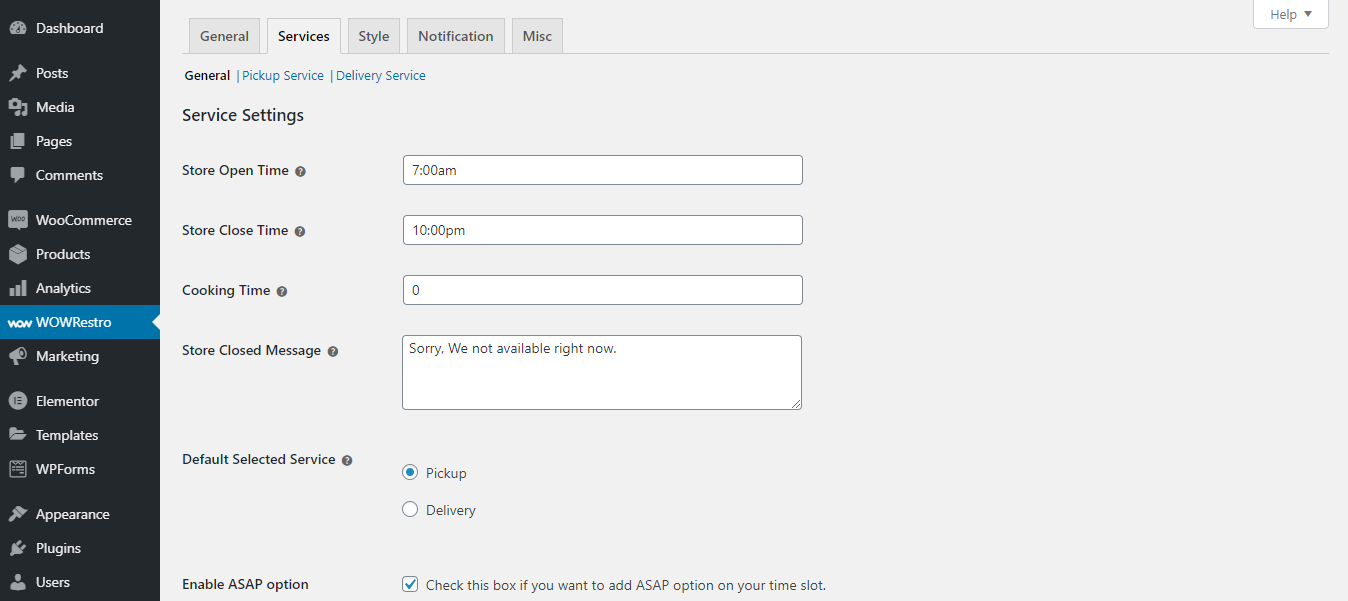 Dashboard
Posts
Media
Pages
Comments
WOO WooCommerce
Products
Analytics
wow WOWRestro
Marketing
Elementor
Templates
WPForms
Appearance
Plugins
Users
Help ▼
General Services Style Notification Misc
General | Pickup Service | Delivery Service
Service Settings
Store Open Time ? 7:00am
Store Close Time ? 10:00pm
Cooking Time ? 0
Store Closed Message ? Sorry, We not available right now.
Default Selected Service ? Pickup
Delivery
Enable ASAP option Check this box if you want to add ASAP option on your time slot.